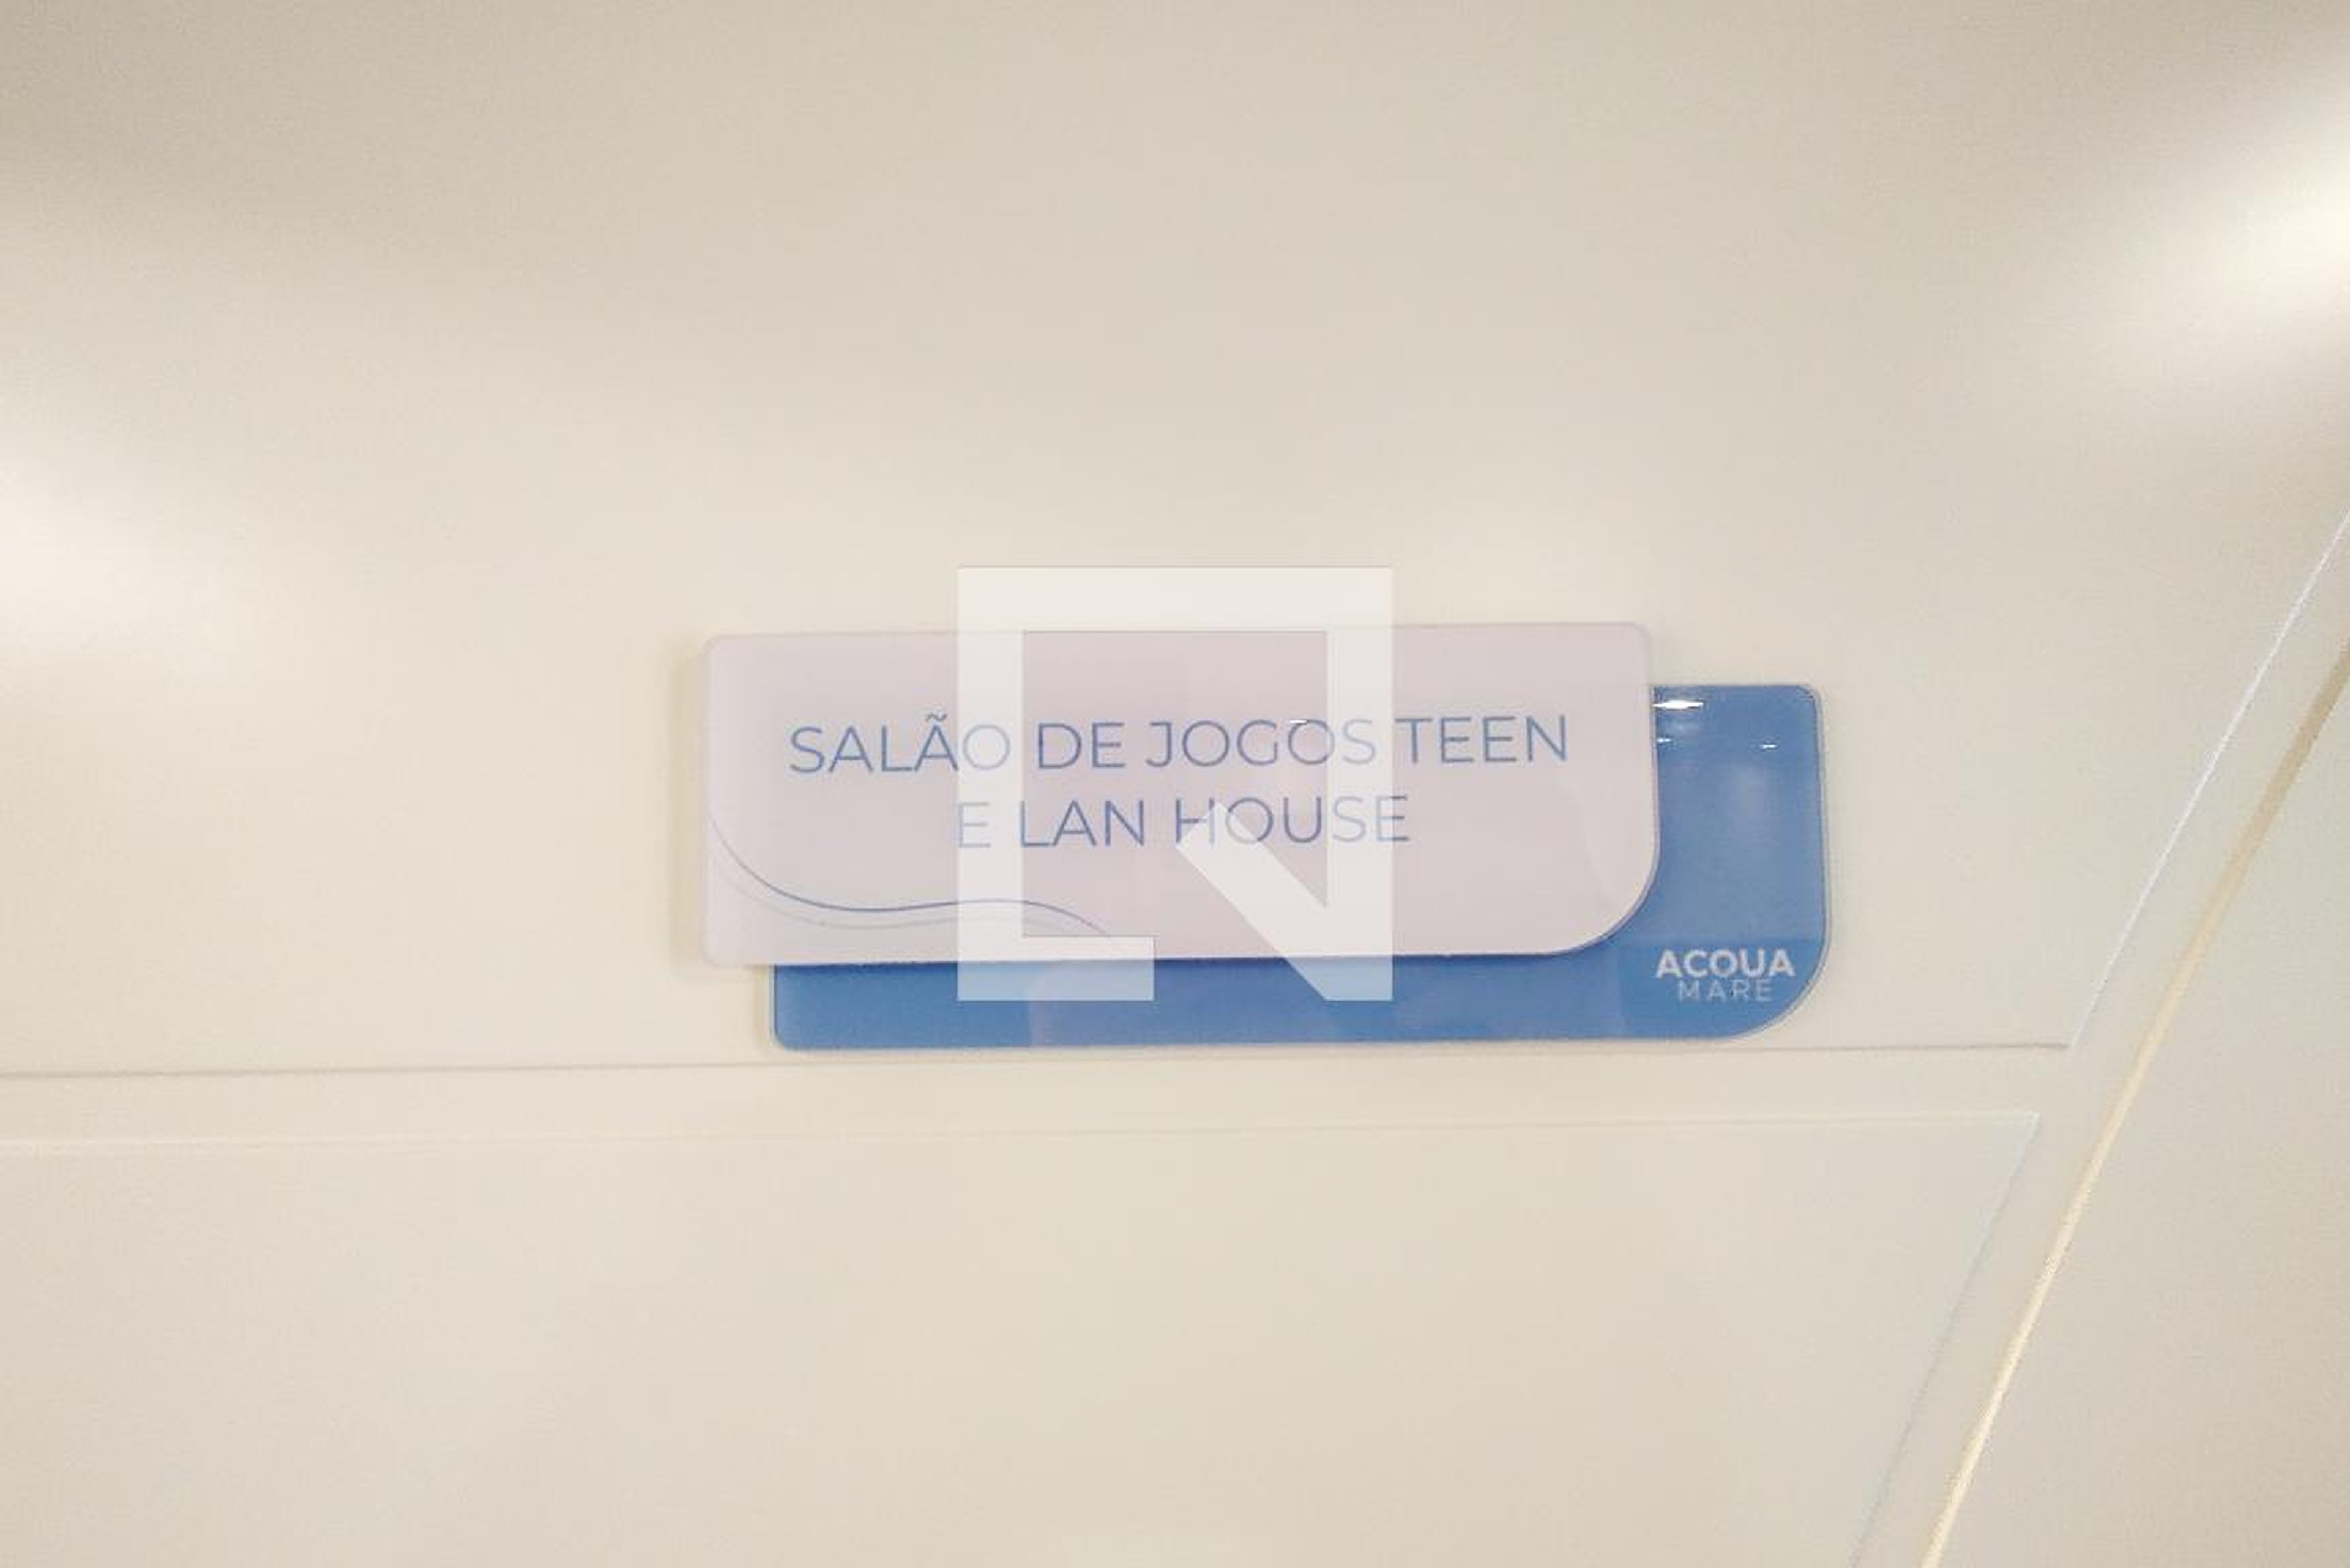 SALÃO DE JOGOS TEEN
E LAN HOUSE
ACQUA
MARE